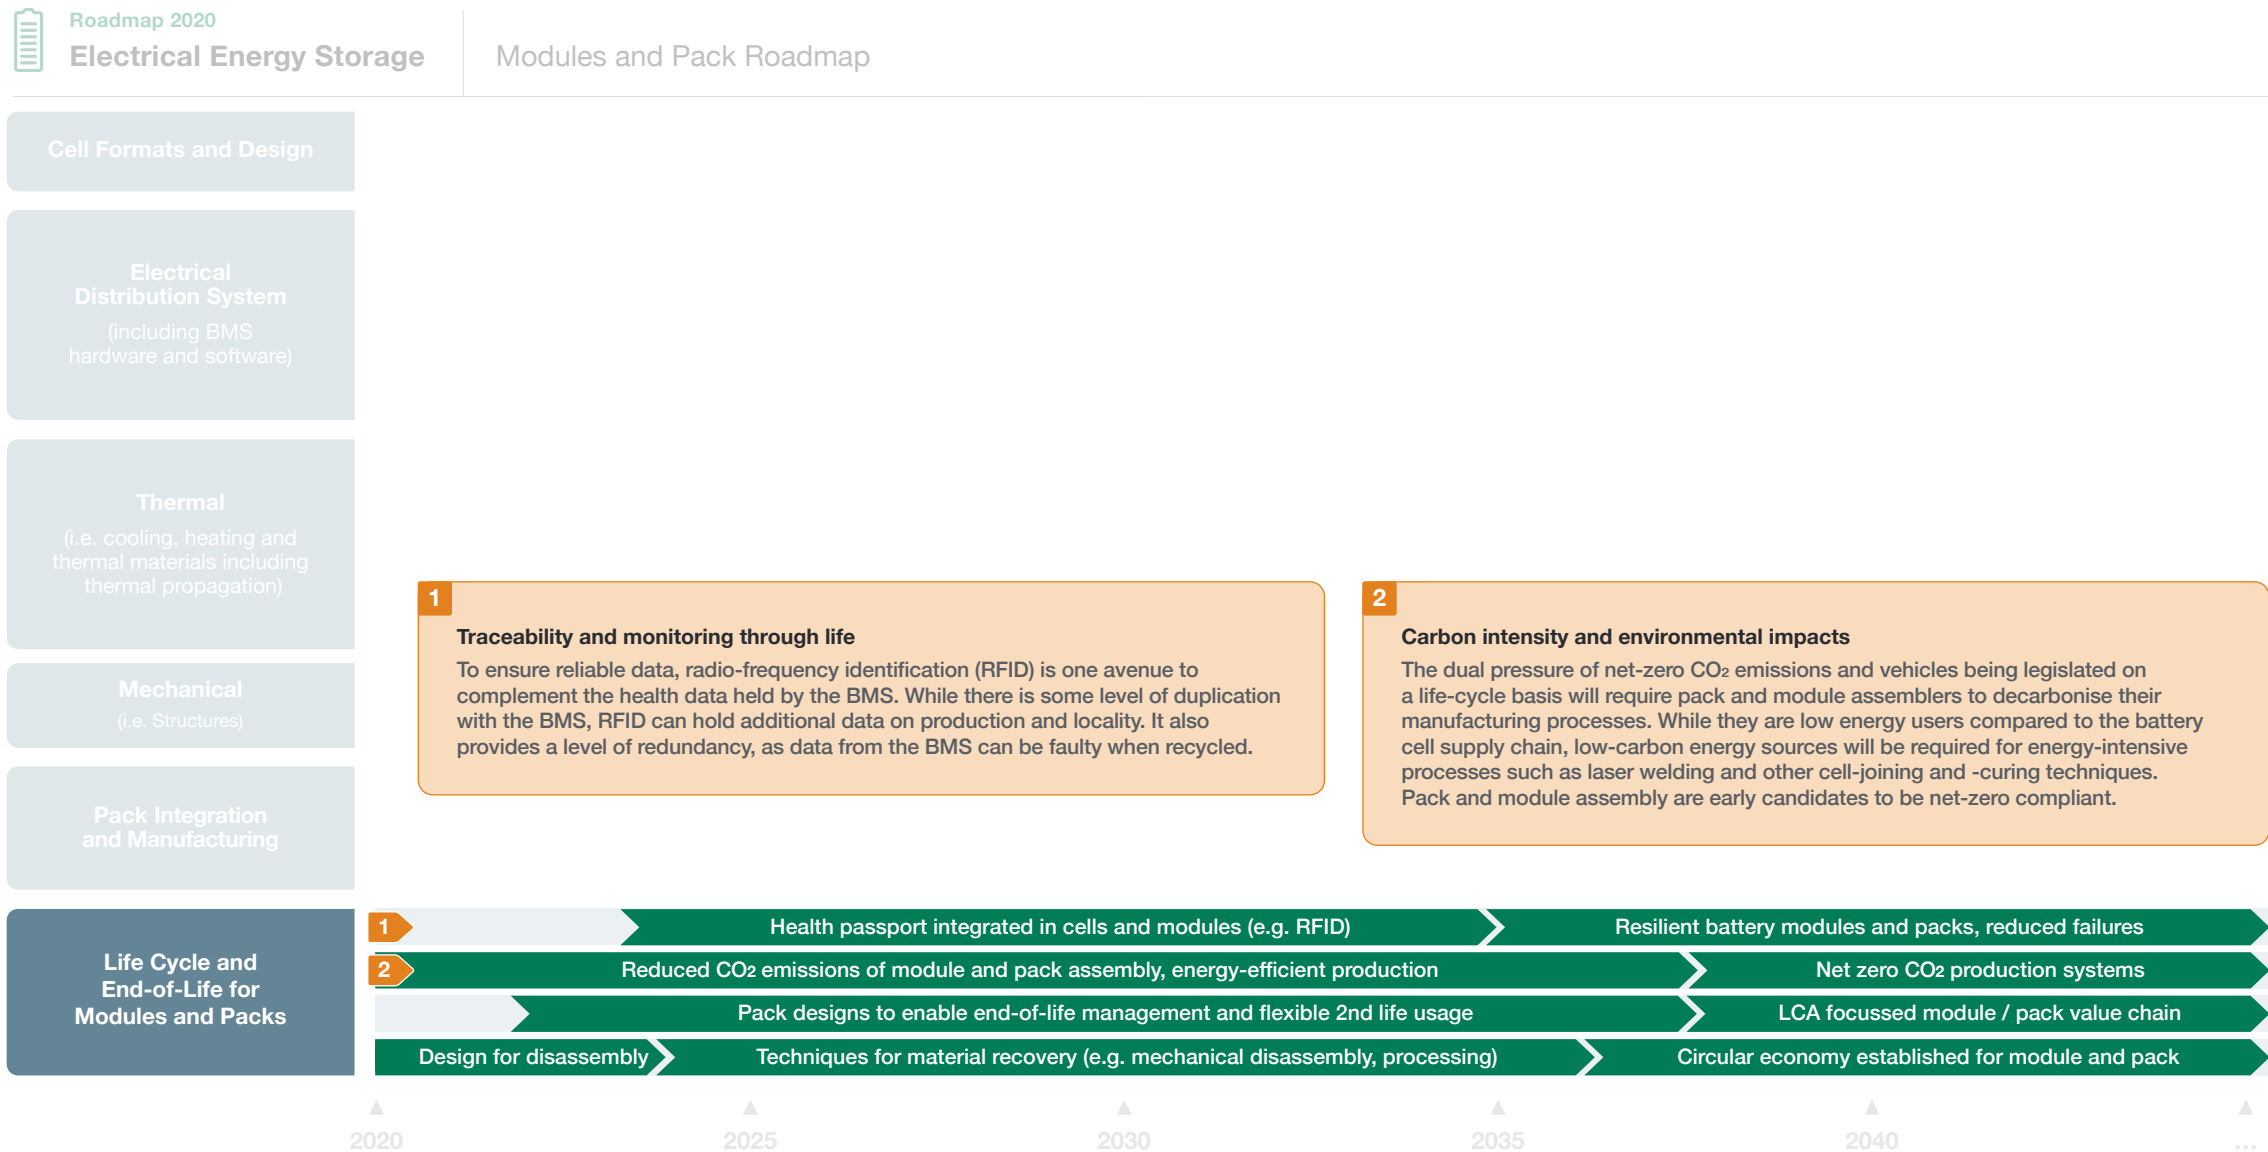 Roadmap 2020
Electrical Energy Storage
Modules and Pack Roadmap
Cell Formats and Design
Electrical
Distribution System
(including BMS
hardware and software)
Thermal
(i.e. cooling, heating and
thermal materials including
thermal propagation)
Mechanical
(i.e. Structures)
Pack Integration
and Manufacturing
1
Traceability and monitoring through life
To ensure reliable data, radio-frequency identification (RFID) is one avenue to
complement the health data held by the BMS. While there is some level of duplication
with the BMS, RFID can hold additional data on production and locality. It also
provides a level of redundancy, as data from the BMS can be faulty when recycled.
2
Carbon intensity and environmental impacts
The dual pressure of net-zero CO₂ emissions and vehicles being legislated on
a life-cycle basis will require pack and module assemblers to decarbonise their
manufacturing processes. While they are low energy users compared to the battery
cell supply chain, low-carbon energy sources will be required for energy-intensive
processes such as laser welding and other cell-joining and -curing techniques.
Pack and module assembly are early candidates to be net-zero compliant.
Life Cycle and
End-of-Life for
Modules and Packs
1
Health passport integrated in cells and modules (e.g. RFID)
Resilient battery modules and packs, reduced failures
2
Reduced CO₂ emissions of module and pack assembly, energy-efficient production
Net zero CO₂ production systems
Pack designs to enable end-of-life management and flexible 2nd life usage
LCA focussed module / pack value chain
Design for disassembly
Techniques for material recovery (e.g. mechanical disassembly, processing)
Circular economy established for module and pack
2020
2025
2030
2035
2040
...